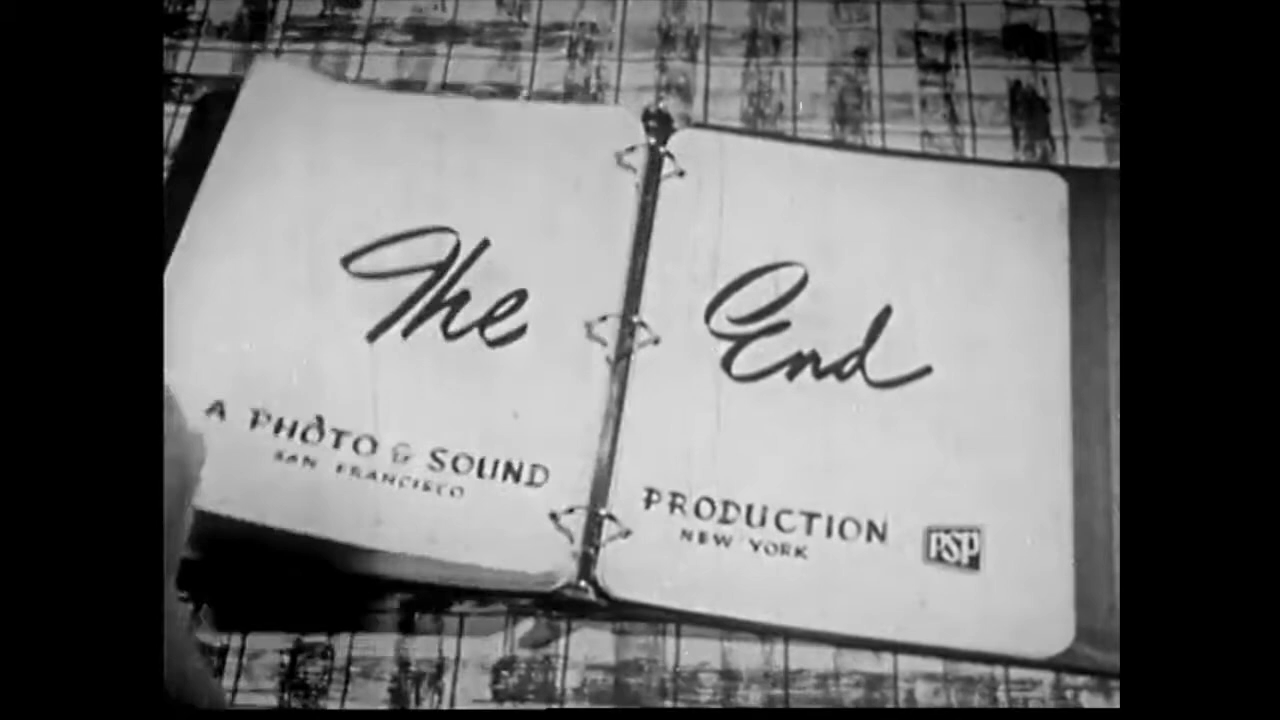 The End
A PHOTO & SOUND PRODUCTION
SAN FRANCISCO NEW YORK
PSP